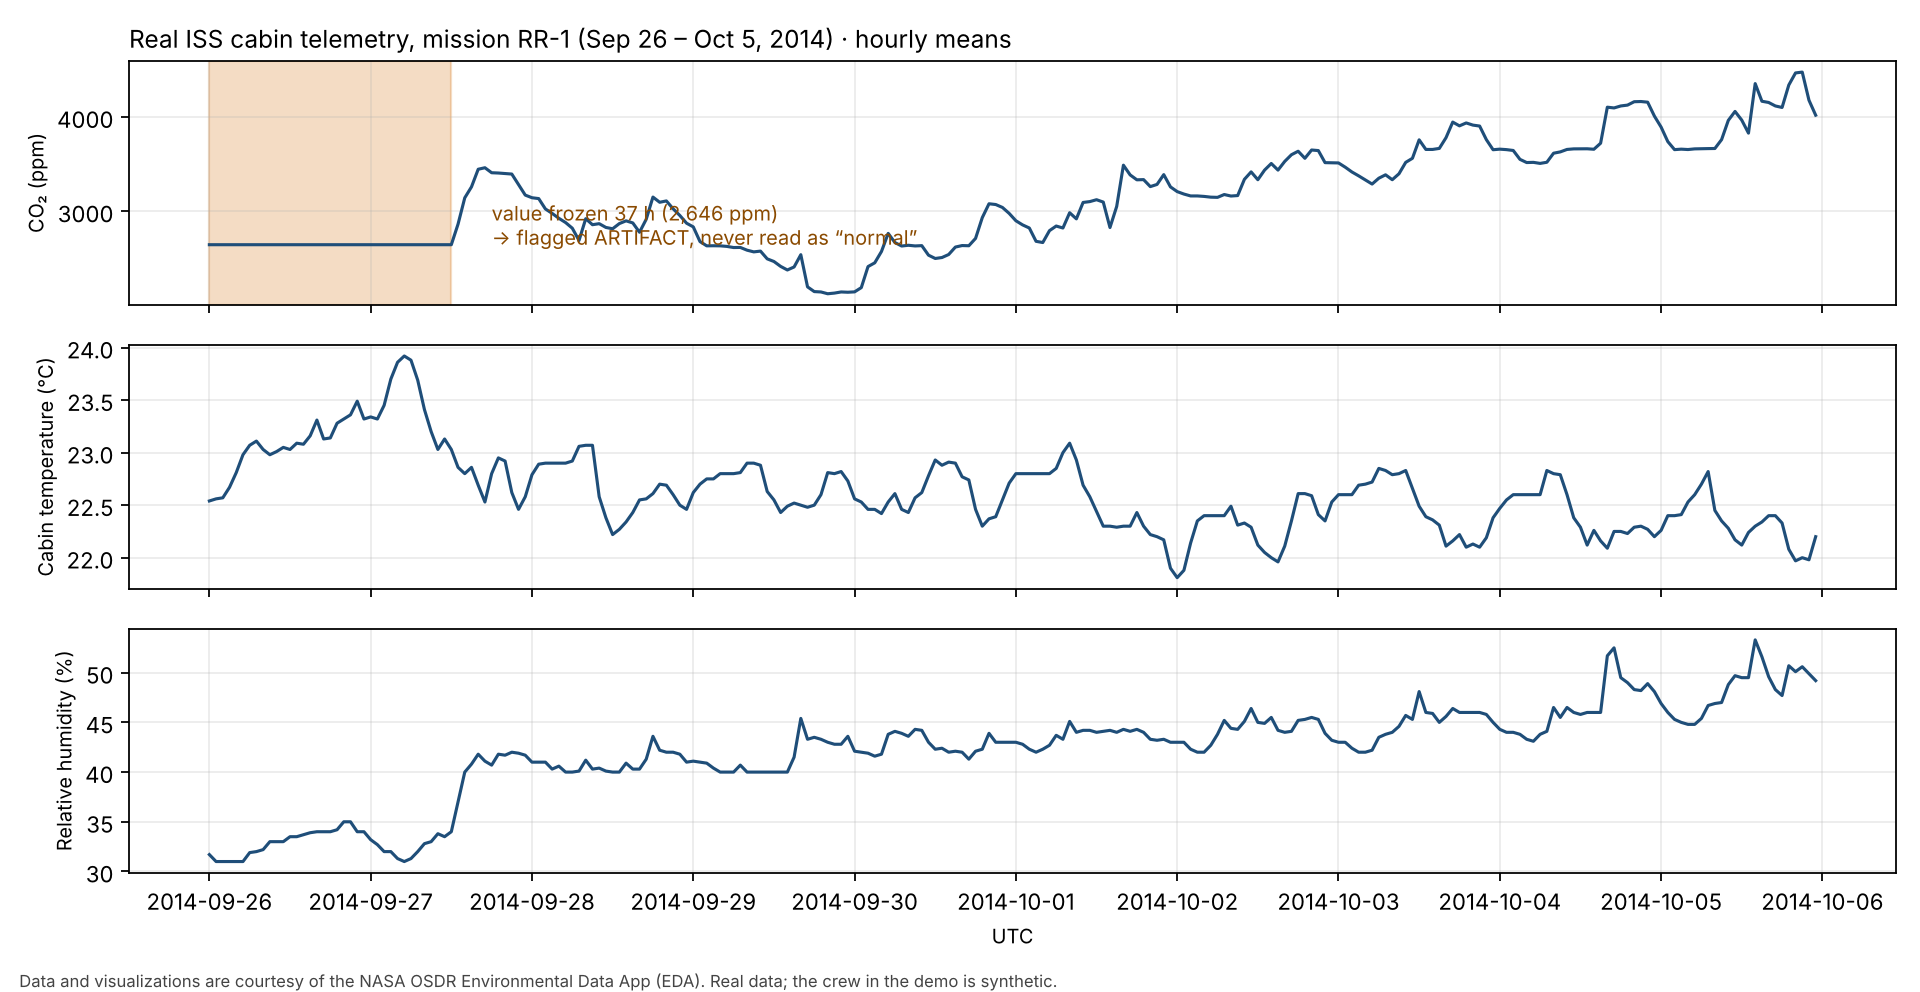 Real ISS cabin telemetry, mission RR-1 (Sep 26 – Oct 5, 2014) · hourly means
CO₂ (ppm)
4000
3000
value frozen 37 h (2,646 ppm)
→ flagged ARTIFACT, never read as “normal”
Cabin temperature (°C)
24.0
23.5
23.0
22.5
22.0
Relative humidity (%)
50
45
40
35
30
2014-09-26 2014-09-27 2014-09-28 2014-09-29 2014-09-30 2014-10-01 2014-10-02 2014-10-03 2014-10-04 2014-10-05 2014-10-06
UTC
Data and visualizations are courtesy of the NASA OSDR Environmental Data App (EDA). Real data; the crew in the demo is synthetic.